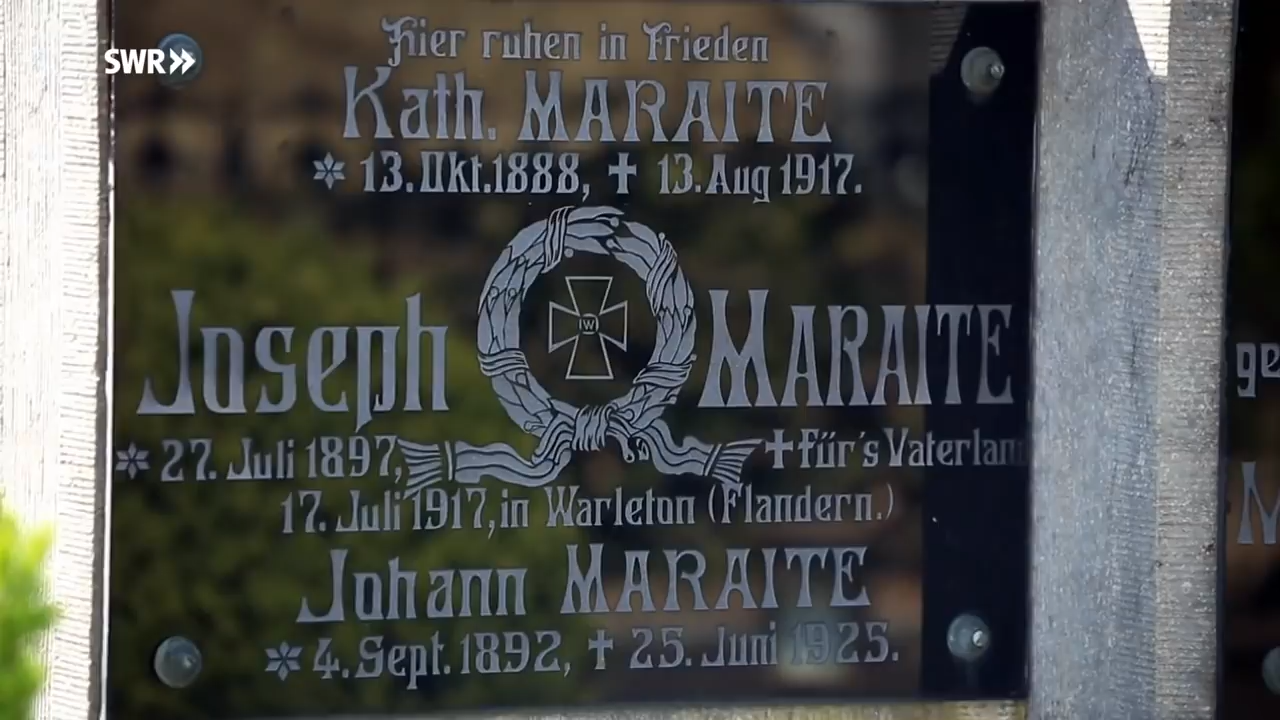 SWR»
Hier ruhen in Frieden
Kath. MARAITE
* 13. Okt. 1888, ✝ 13. Aug 1917.
Joseph MARAITE
IW
* 27. Juli 1897, ✝ für's Vaterlan
17. Juli 1917, in Warleton (Flandern.)
Johann MARAITE
* 4. Sept. 1892, ✝ 25. Juni 1925.
ge
M